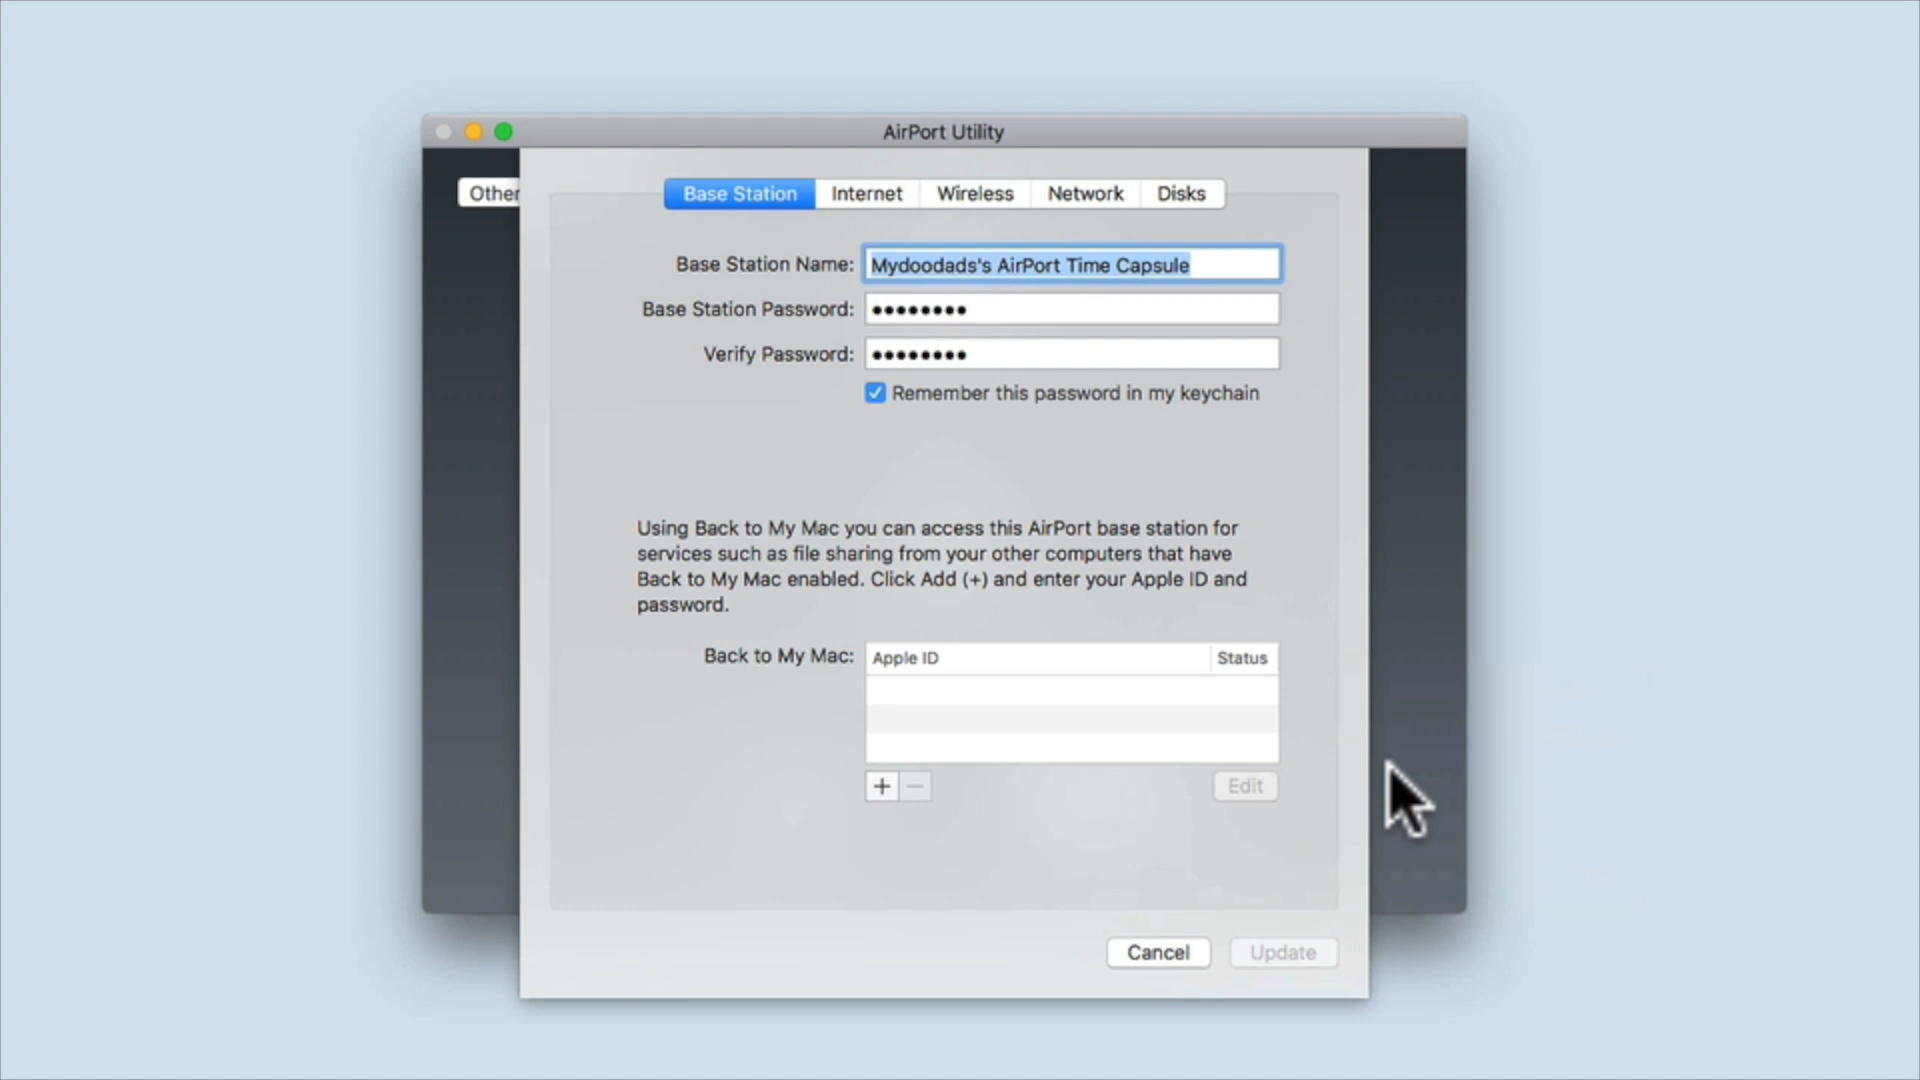 AirPort Utility
Other
Base Station Internet Wireless Network Disks
Base Station Name: Mydoodads's AirPort Time Capsule
Base Station Password: ●●●●●●●●
Verify Password: ●●●●●●●●
Remember this password in my keychain
Using Back to My Mac you can access this AirPort base station for
services such as file sharing from your other computers that have
Back to My Mac enabled. Click Add (+) and enter your Apple ID and
password.
Back to My Mac: Apple ID Status
+ − Edit
Cancel Update